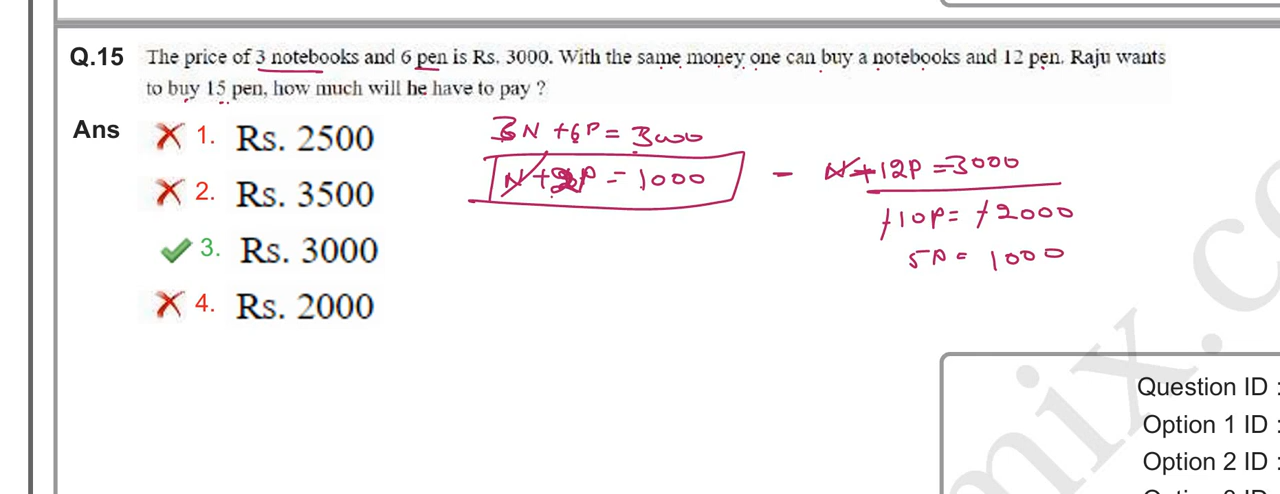 Q.15 The price of 3 notebooks and 6 pen is Rs. 3000. With the same money one can buy a notebooks and 12 pen. Raju wants
to buy 15 pen, how much will he have to pay ?
Ans 1. Rs. 2500
2. Rs. 3500
3. Rs. 3000
4. Rs. 2000
3N + 6P = 3000
N + 2P = 1000 - N + 12P = 3000
+10P = +2000
5P = 1000
Question ID :
Option 1 ID :
Option 2 ID :
mix.co